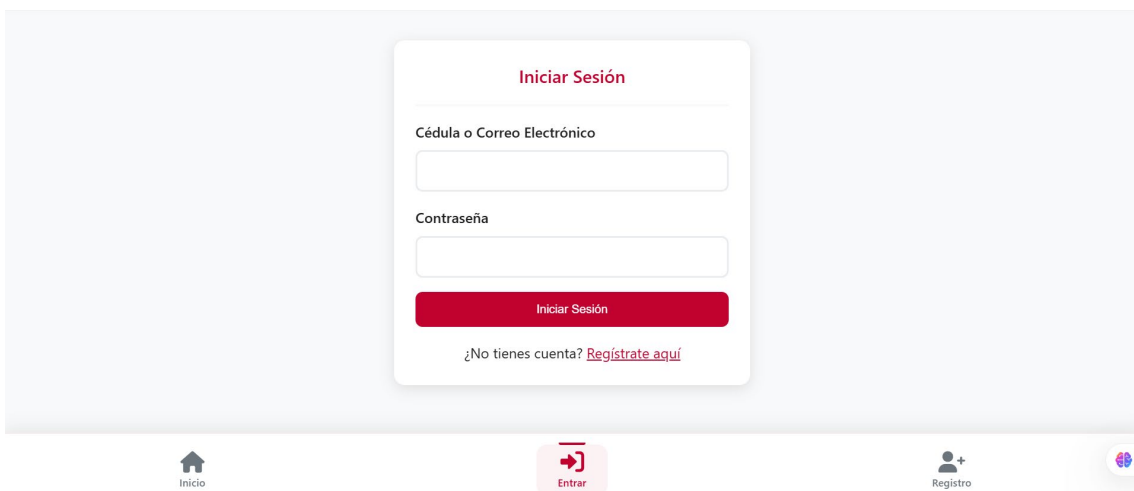 Iniciar Sesión
Cédula o Correo Electrónico
Contraseña
Iniciar Sesión
¿No tienes cuenta? Regístrate aquí
Inicio
Entrar
Registro